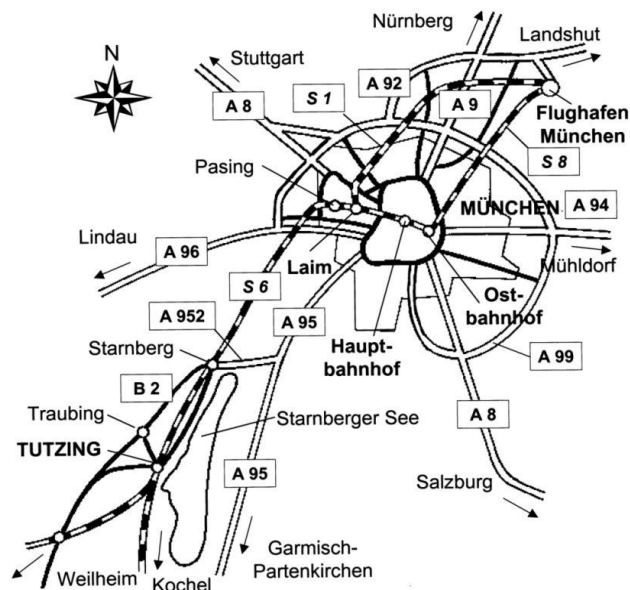 Nürnberg
Landshut
N
Stuttgart
A 92
S 1
A 9
A 8
Flughafen
München
Pasing
S 8
MÜNCHEN
A 94
Lindau
A 96
Laim
Mühldorf
S 6
Ost-
bahnhof
A 952
A 95
Haupt-
bahnhof
A 99
Starnberg
B 2
A 8
Traubing
Starnberger See
TUTZING
A 95
Salzburg
Garmisch-
Partenkirchen
Weilheim
Kochel